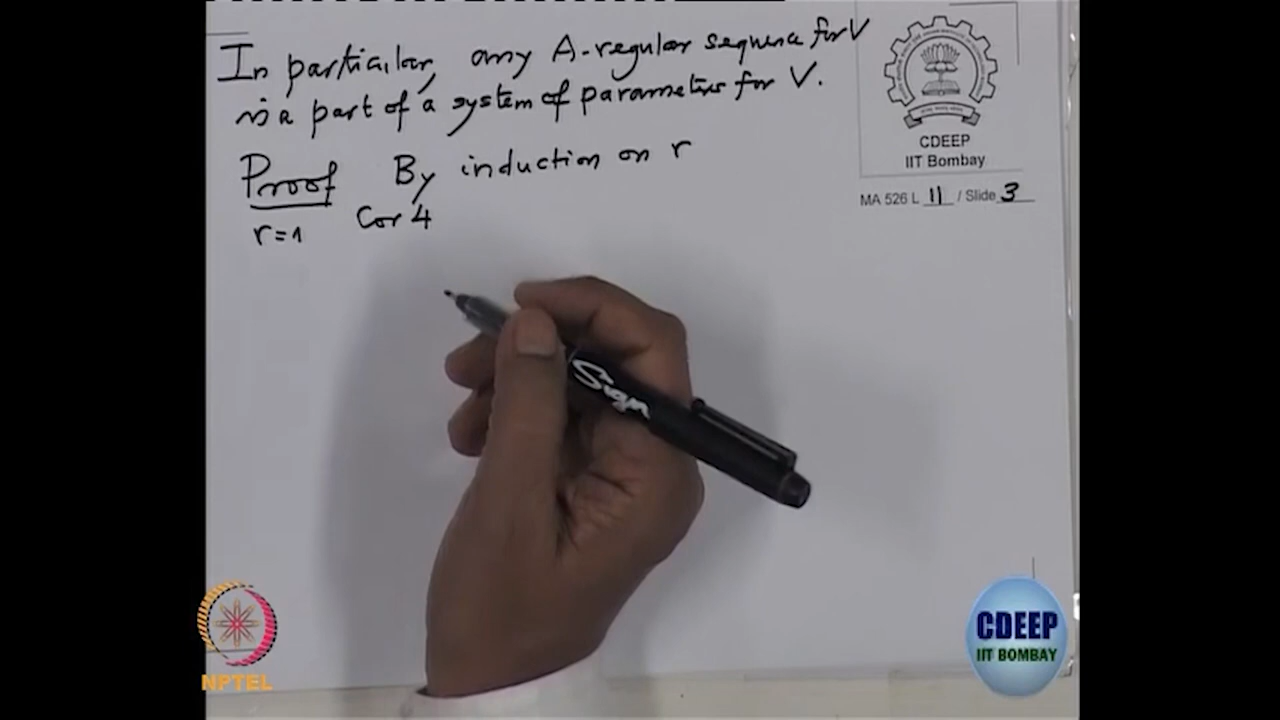 In particular, any A-regular sequence for V
is a part of a system of parameters for V.
Proof By induction on r
r=1 Cor 4
CDEEP
IIT Bombay
MA 526 L 11 / Slide 3
Sign
NPTEL
CDEEP
IIT BOMBAY